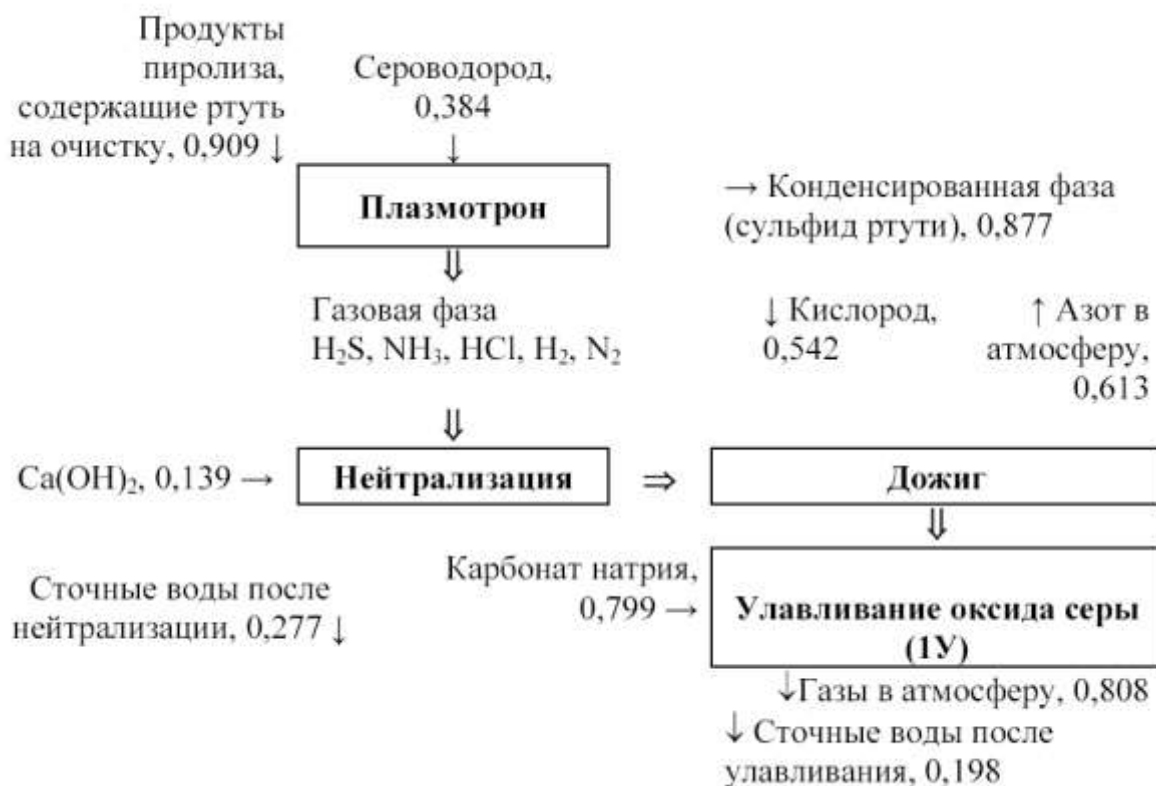 Продукты
пиролиза,
содержащие ртуть
на очистку, 0,909 ↓
Сероводород,
0,384
↓
Плазмотрон
→ Конденсированная фаза
(сульфид ртути), 0,877
⇓
Газовая фаза
H₂S, NH₃, HCl, H₂, N₂
↓ Кислород,
0,542
↑ Азот в
атмосферу,
0,613
⇓
Ca(OH)₂, 0,139 →
Нейтрализация
⇒
Дожиг
⇓
Сточные воды после
нейтрализации, 0,277 ↓
Карбонат натрия,
0,799 →
Улавливание оксида серы
(1У)
↓Газы в атмосферу, 0,808
↓ Сточные воды после
улавливания, 0,198